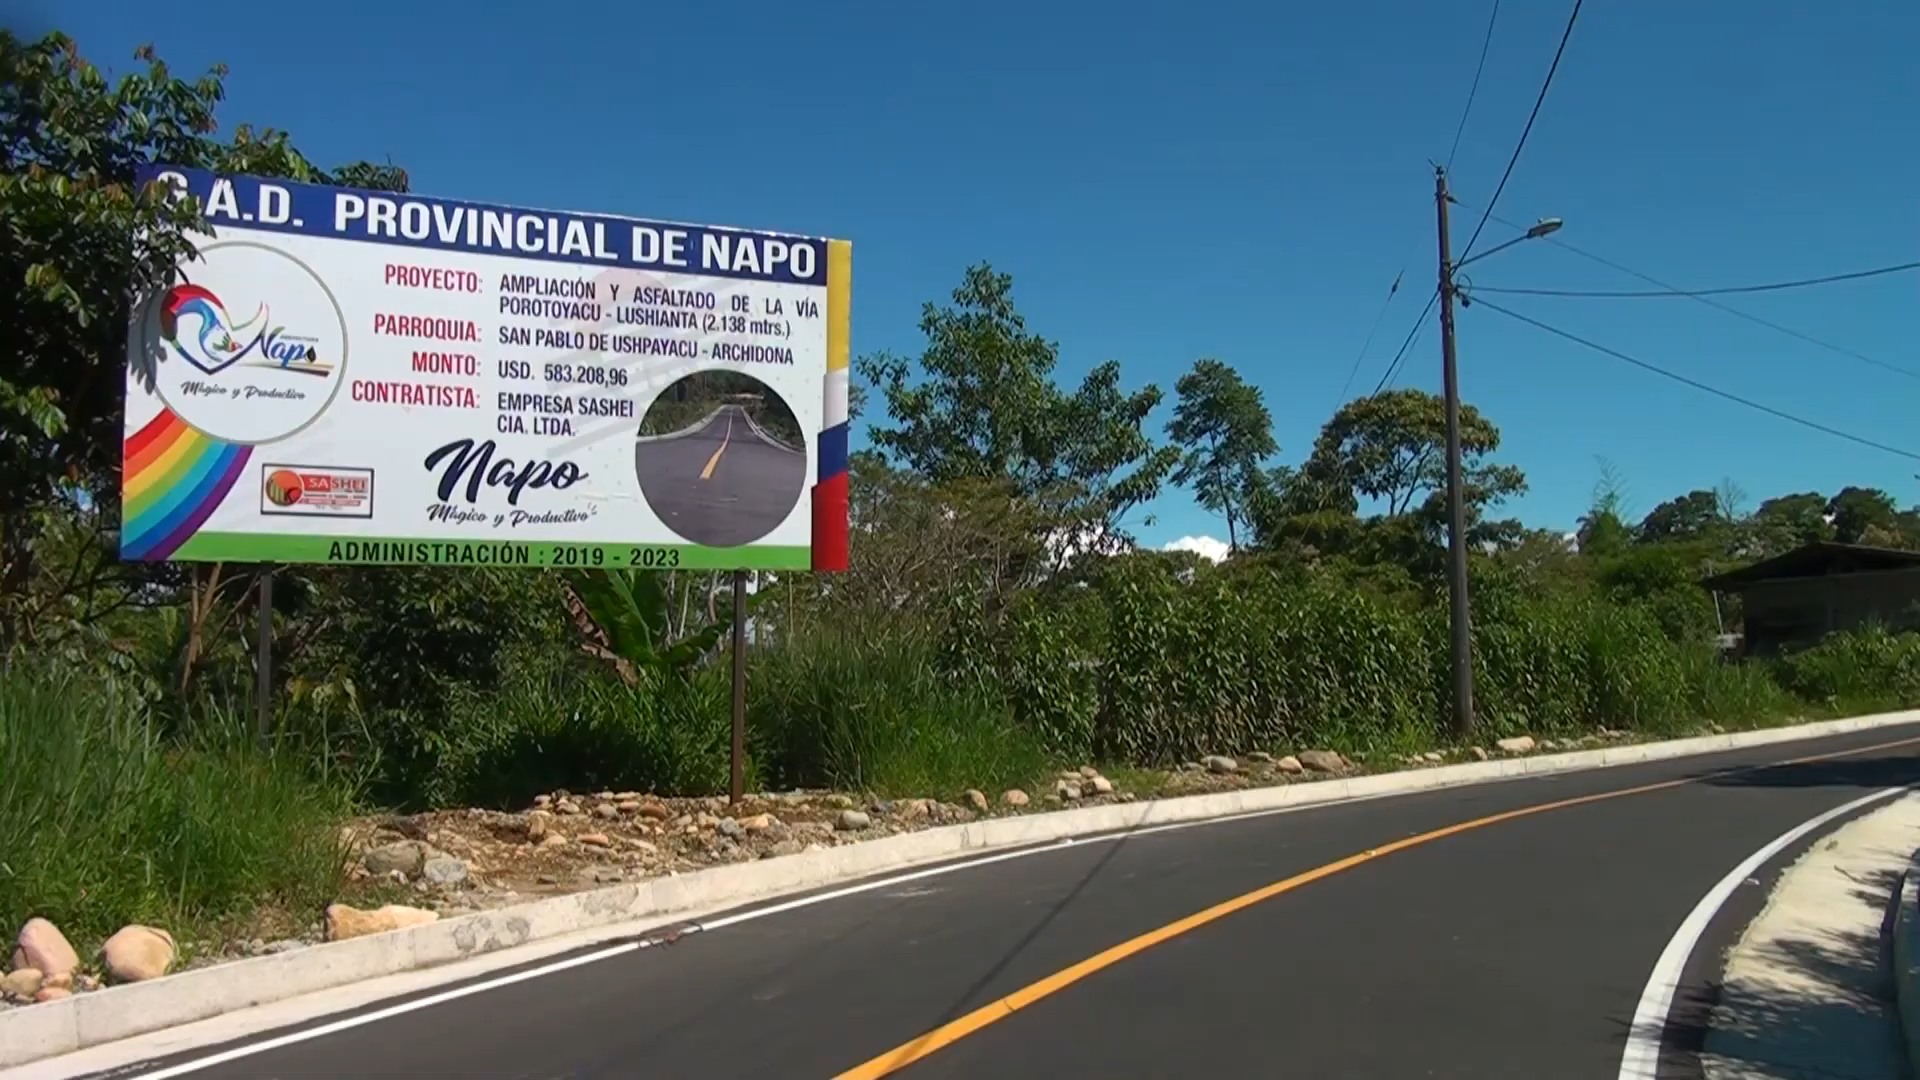 G.A.D. PROVINCIAL DE NAPO
PROYECTO: AMPLIACIÓN Y ASFALTADO DE LA VÍA
POROTOYACU - LUSHIANTA (2.138 mtrs.)
PARROQUIA: SAN PABLO DE USHPAYACU - ARCHIDONA
MONTO: USD. 583.208,96
CONTRATISTA: EMPRESA SASHEI
CIA. LTDA.
PREFECTURA
Napo
Mágico y Productivo
SASHEI
Napo
Mágico y Productivo
ADMINISTRACIÓN : 2019 - 2023